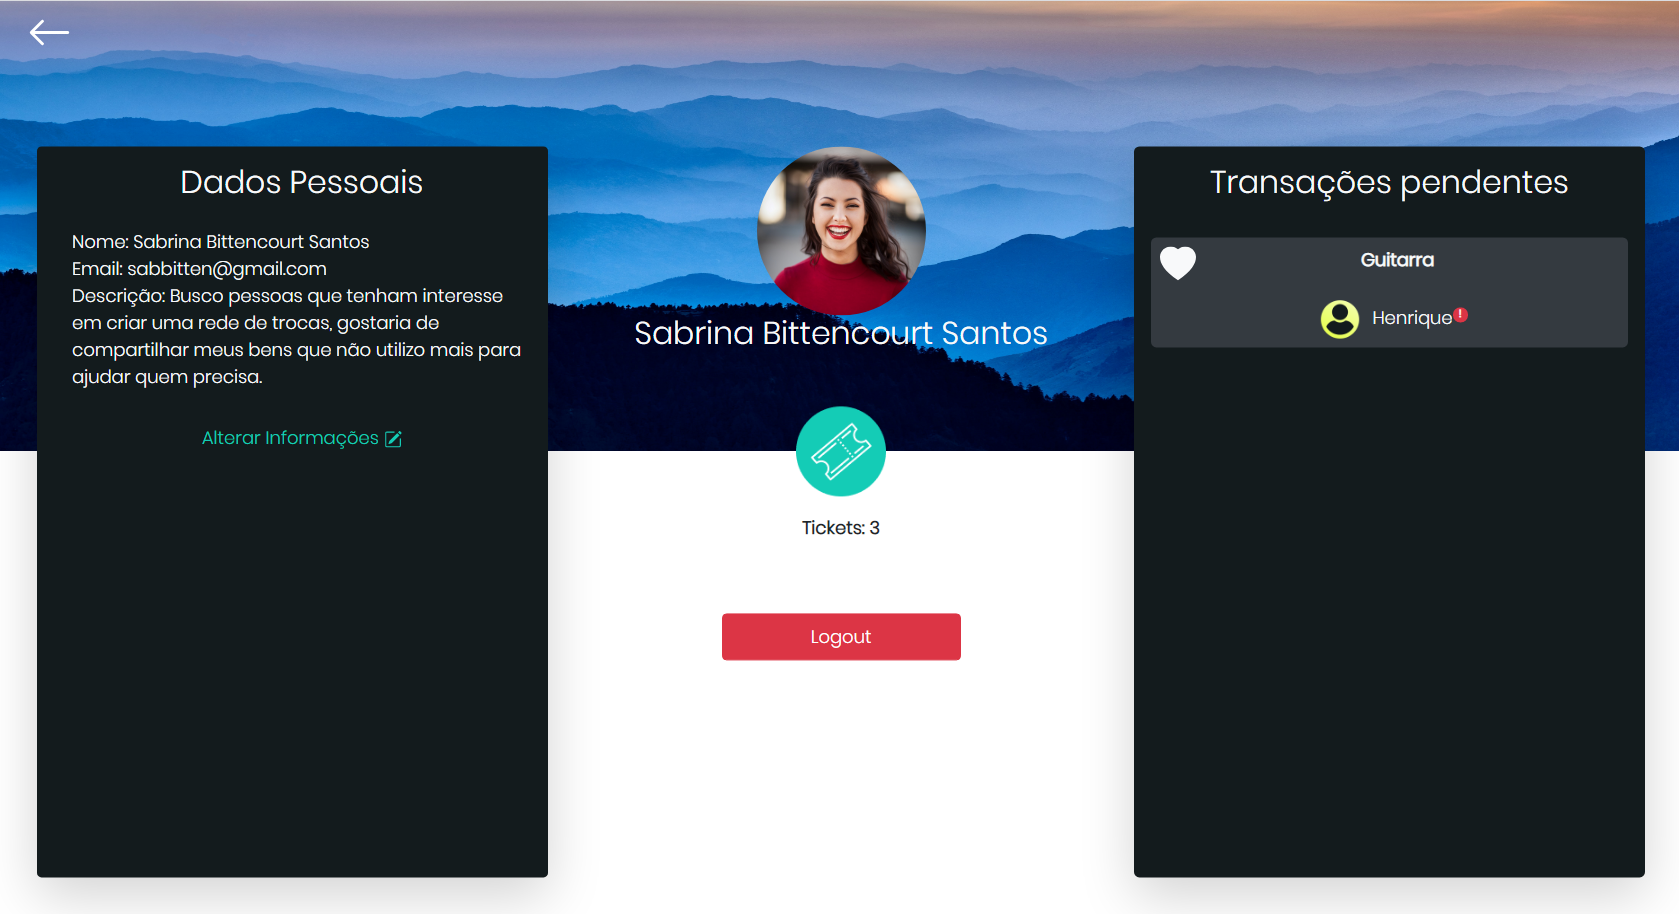 Dados Pessoais
Nome: Sabrina Bittencourt Santos
Email: sabbitten@gmail.com
Descrição: Busco pessoas que tenham interesse
em criar uma rede de trocas, gostaria de
compartilhar meus bens que não utilizo mais para
ajudar quem precisa.
Alterar Informações
Sabrina Bittencourt Santos
Tickets: 3
Logout
Transações pendentes
Guitarra
Henrique!